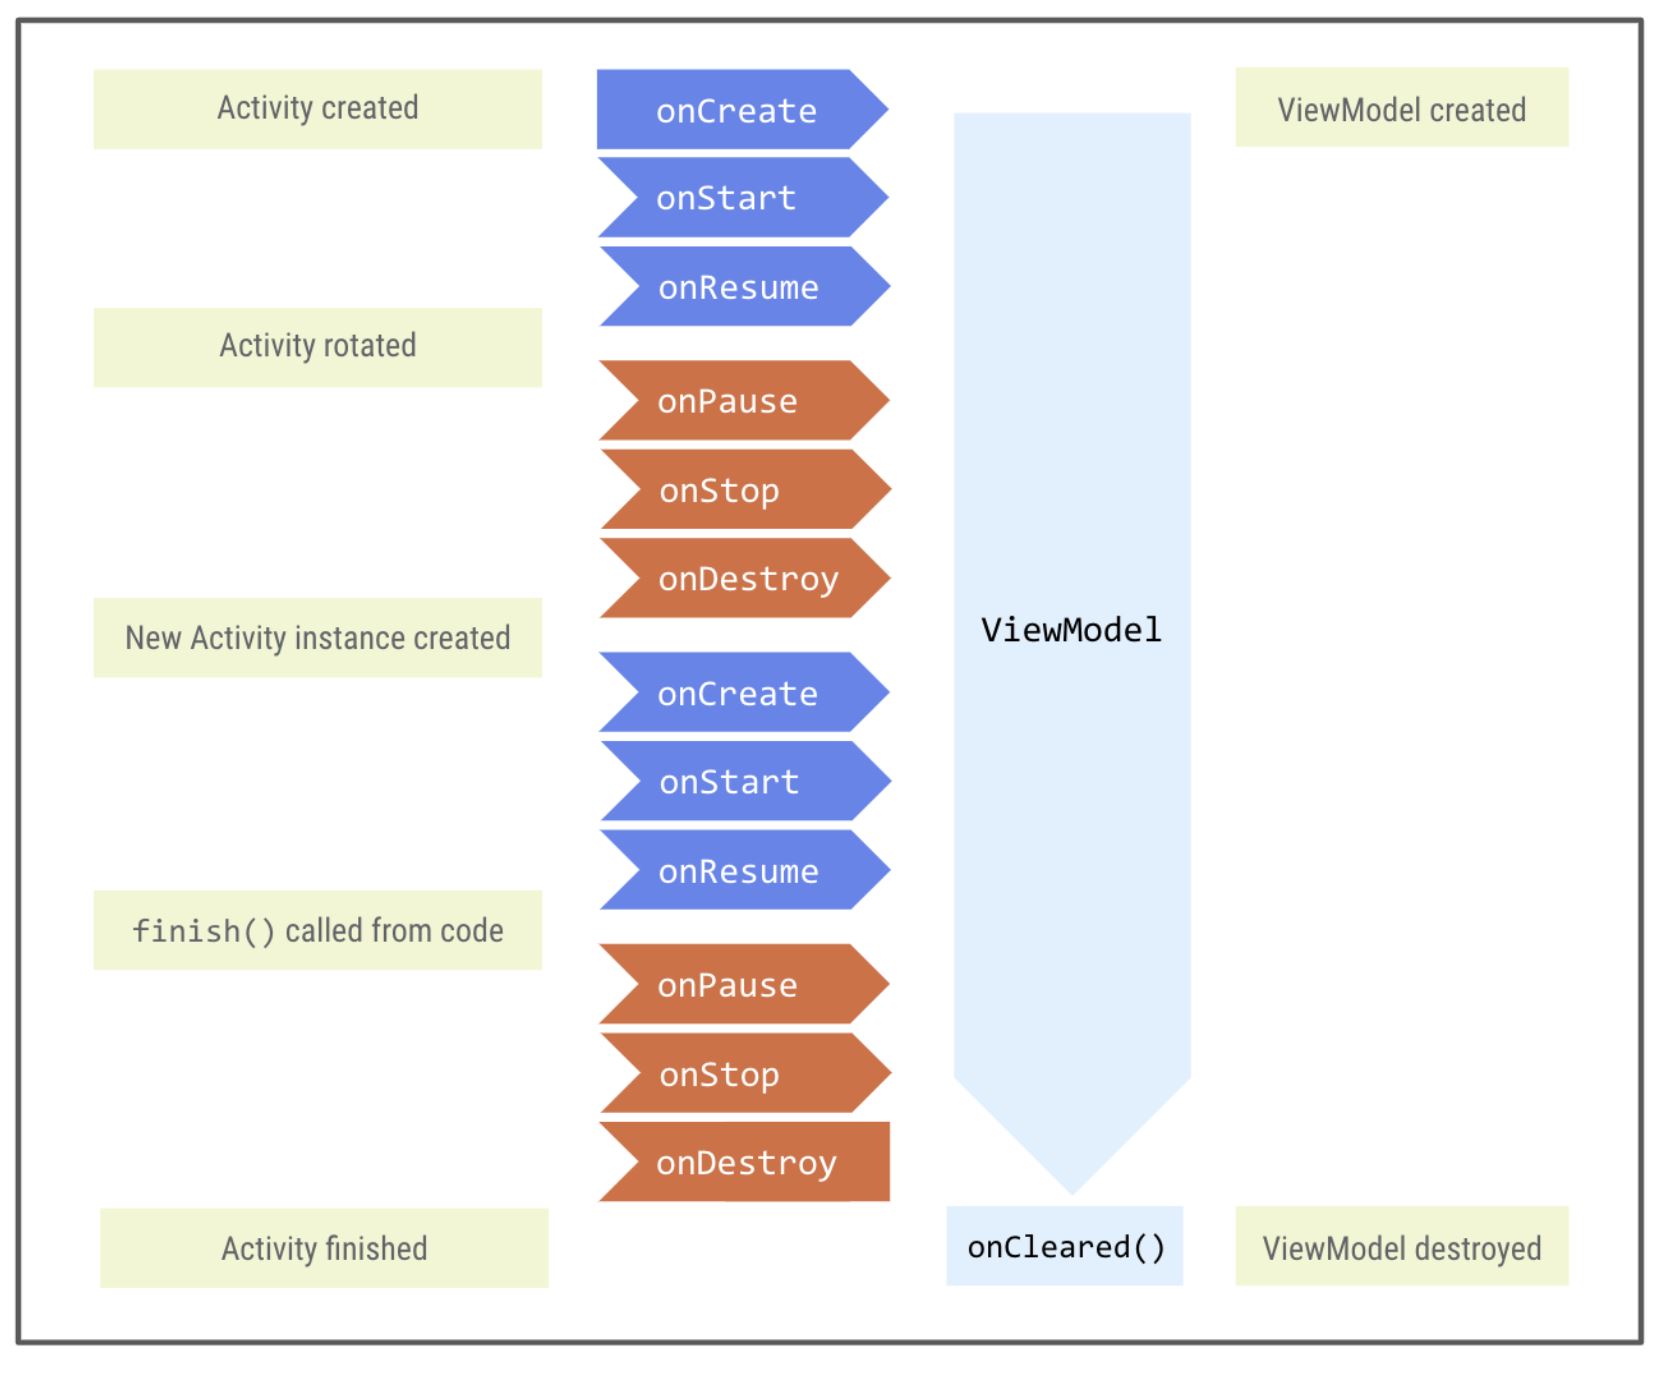 Activity created
onCreate
ViewModel created
onStart
onResume
Activity rotated
onPause
onStop
onDestroy
New Activity instance created
ViewModel
onCreate
onStart
onResume
finish() called from code
onPause
onStop
onDestroy
Activity finished
onCleared()
ViewModel destroyed